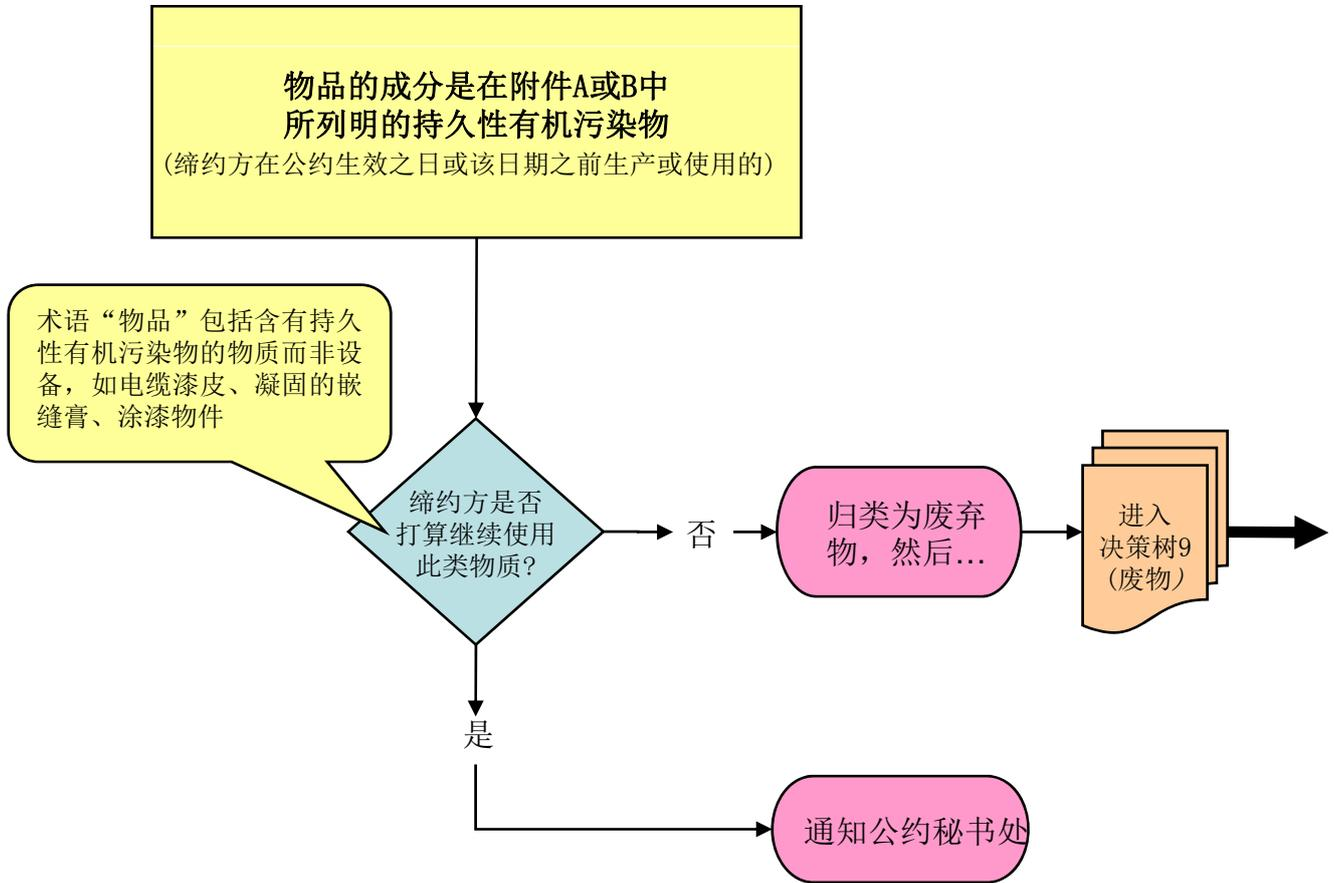 物品的成分是在附件A或B中
所列明的持久性有机污染物
(缔约方在公约生效之日或该日期之前生产或使用的)
术语“物品”包括含有持久
性有机污染物的物质而非设
备，如电缆漆皮、凝固的嵌
缝膏、涂漆物件
缔约方是否
打算继续使用
此类物质?
否
归类为废弃
物，然后…
进入
决策树9
(废物)
是
通知公约秘书处